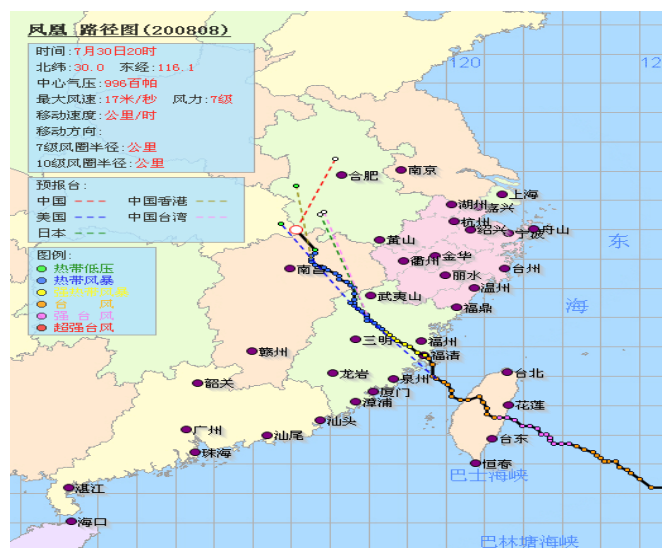 凤凰 路径图(200808)
时间:7月30日20时
北纬:30.0 东经:116.1
中心气压:996百帕
最大风速:17米/秒 风力:7级
移动速度:公里/时
移动方向:
7级风圈半径:公里
10级风圈半径:公里
预报台:
中国 中国香港
美国 中国台湾
日本
图例:
热带低压
热带风暴
强热带风暴
台 风
强 台 风
超强台风
120
12
合肥
南京
上海
湖州
嘉兴
杭州
绍兴
宁波
舟山
黄山
金华
衢州
台州
丽水
温州
南昌
武夷山
福鼎
东
海
三明
福州
福清
赣州
龙岩
泉州
台北
韶关
厦门
漳浦
花莲
汕头
广州
汕尾
台东
珠海
恒春
巴士海峡
湛江
海口
巴林塘海峡